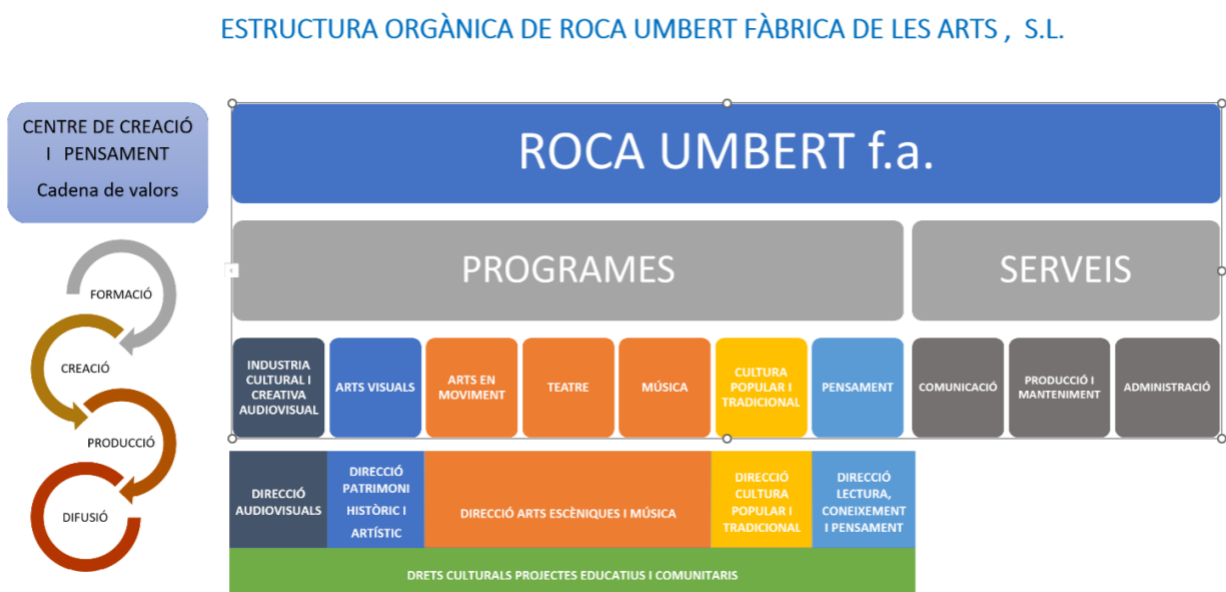 ESTRUCTURA ORGÀNICA DE ROCA UMBERT FÀBRICA DE LES ARTS , S.L.
CENTRE DE CREACIÓ
I PENSAMENT
Cadena de valors
ROCA UMBERT f.a.
PROGRAMES
SERVEIS
FORMACIÓ
CREACIÓ
PRODUCCIÓ
DIFUSIÓ
INDUSTRIA
CULTURAL I
CREATIVA
AUDIOVISUAL
ARTS VISUALS
ARTS EN
MOVIMENT
TEATRE
MÚSICA
CULTURA
POPULAR I
TRADICIONAL
PENSAMENT
COMUNICACIÓ
PRODUCCIÓ I
MANTENIMENT
ADMINISTRACIÓ
DIRECCIÓ
AUDIOVISUALS
DIRECCIÓ
PATRIMONI
HISTÒRIC I
ARTÍSTIC
DIRECCIÓ ARTS ESCÈNIQUES I MÚSICA
DIRECCIÓ
CULTURA
POPULAR I
TRADICIONAL
DIRECCIÓ
LECTURA,
CONEIXEMENT
I PENSAMENT
DRETS CULTURALS PROJECTES EDUCATIUS I COMUNITARIS